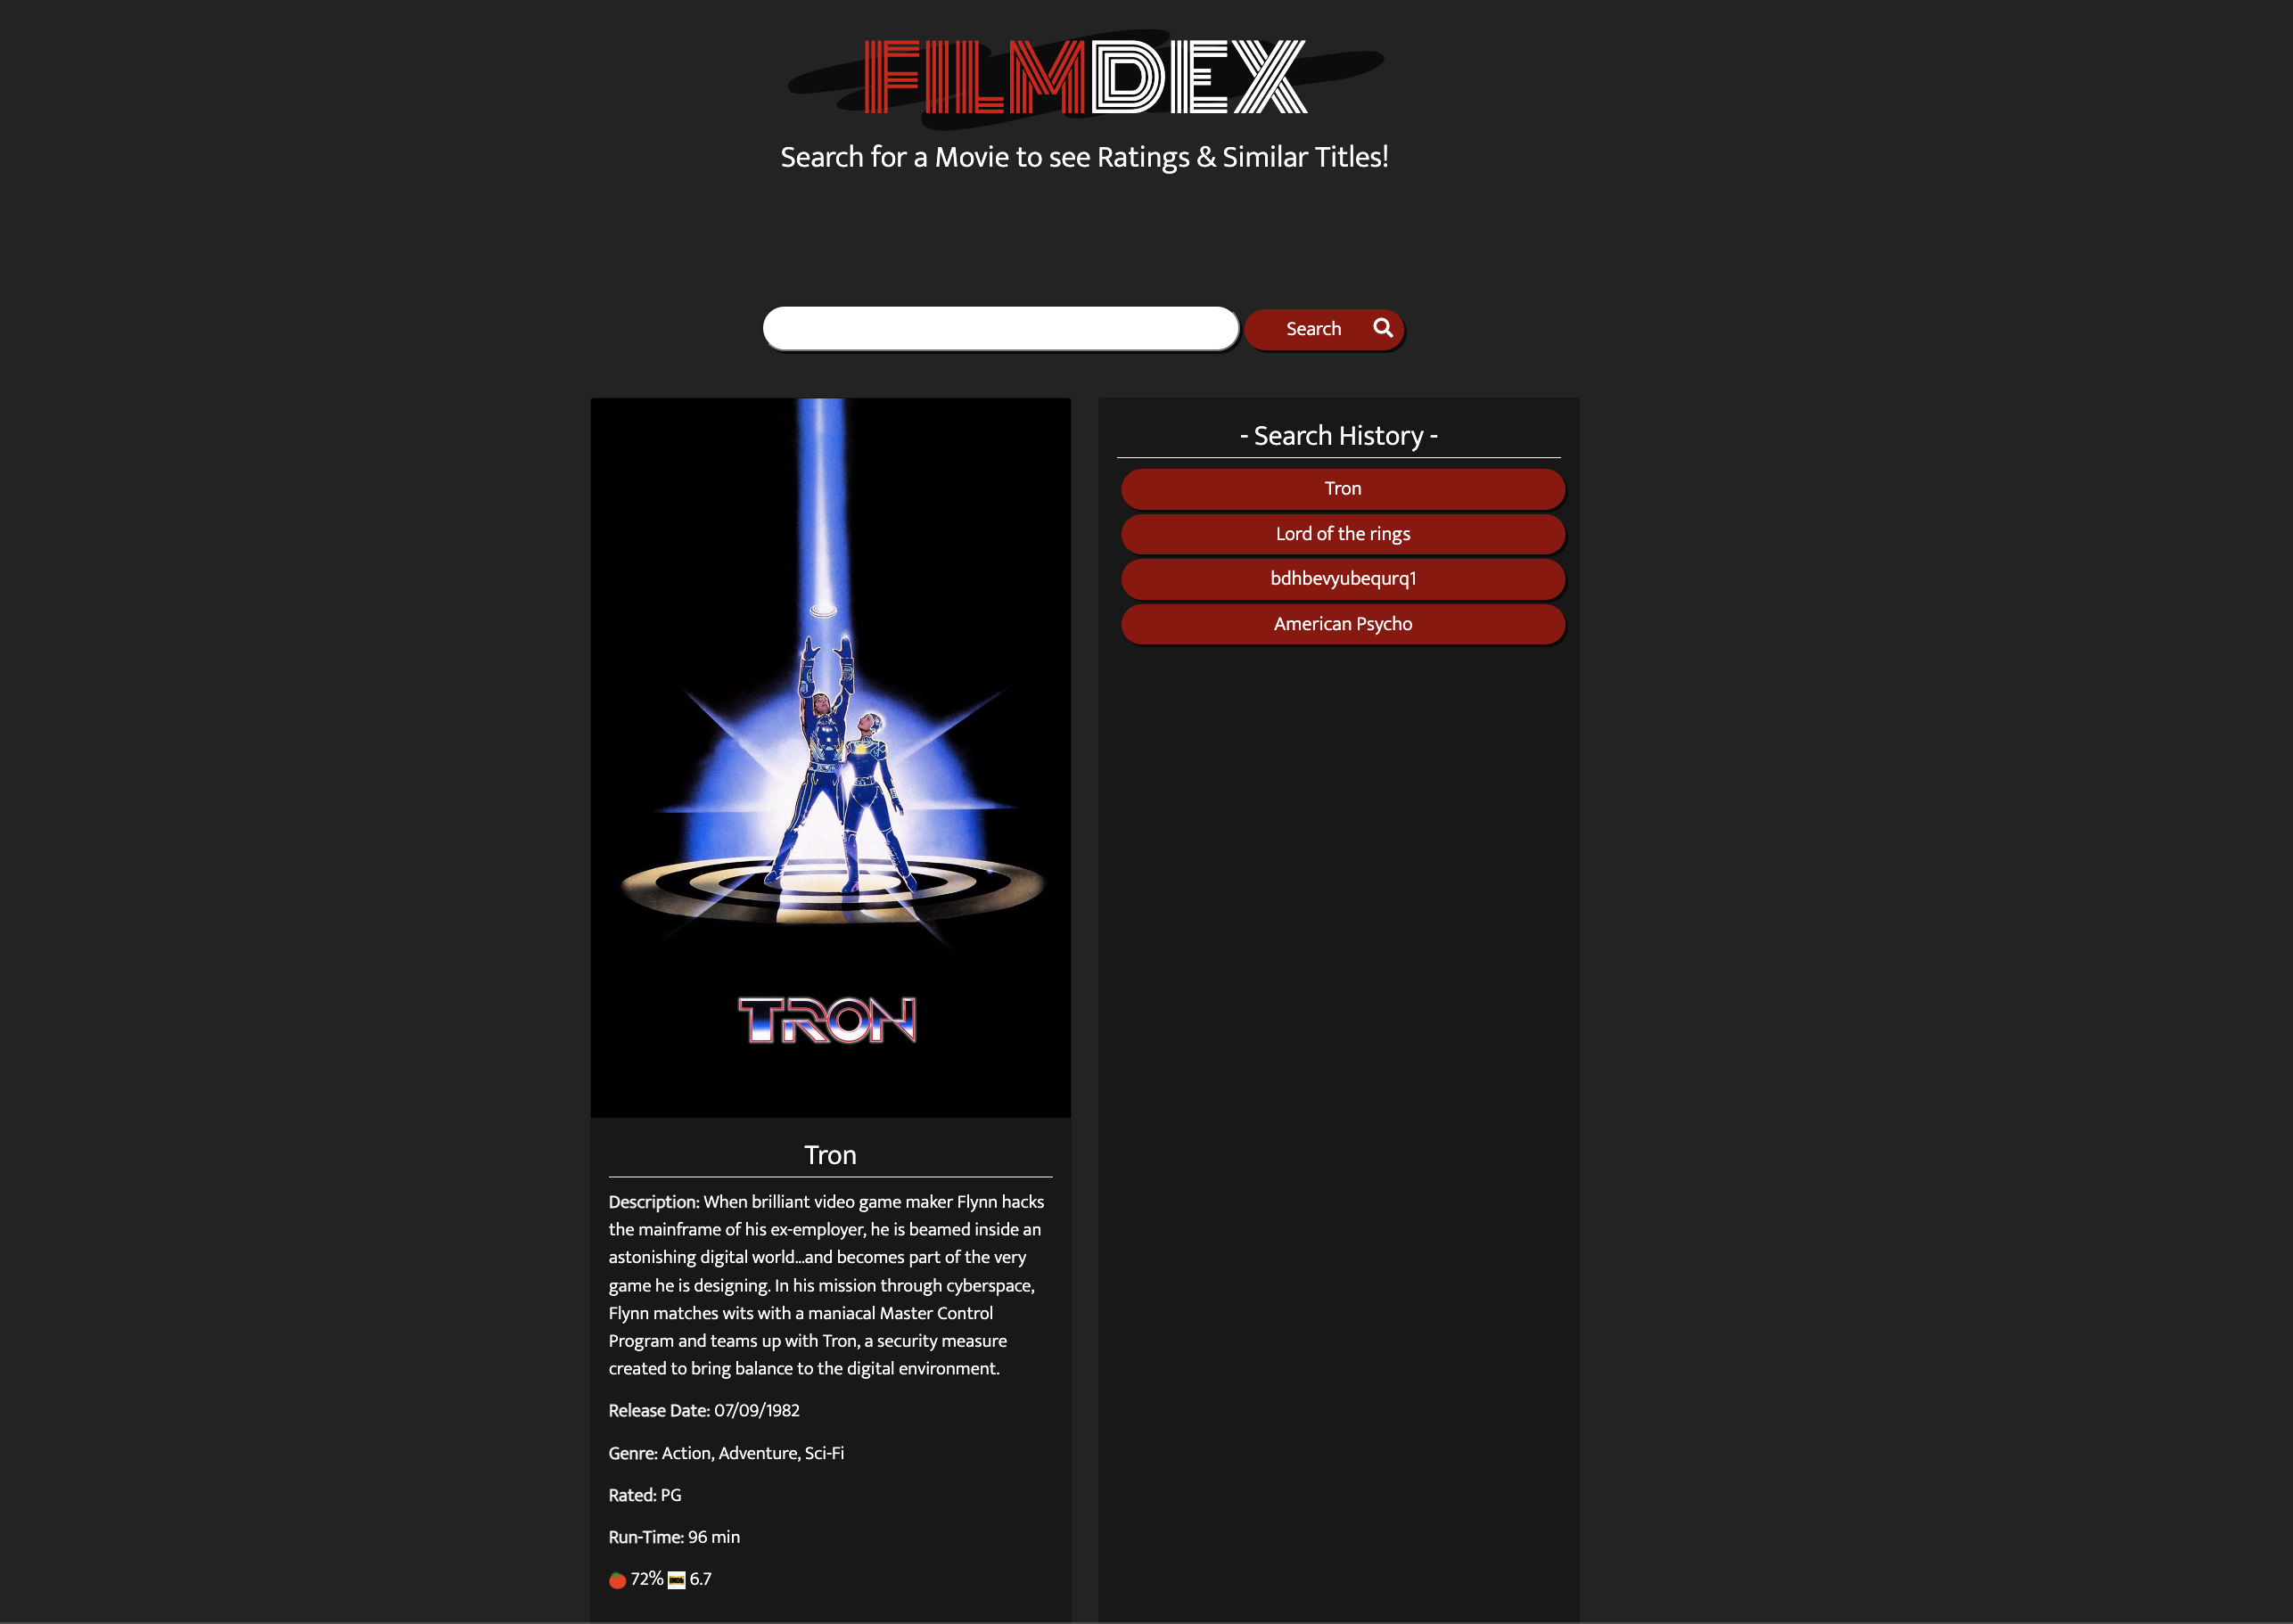 FILMDEX
Search for a Movie to see Ratings & Similar Titles!
Search
- Search History -
Tron
Lord of the rings
bdhbevyubequrq1
American Psycho
TRON
Tron
Description: When brilliant video game maker Flynn hacks
the mainframe of his ex-employer, he is beamed inside an
astonishing digital world...and becomes part of the very
game he is designing. In his mission through cyberspace,
Flynn matches wits with a maniacal Master Control
Program and teams up with Tron, a security measure
created to bring balance to the digital environment.
Release Date: 07/09/1982
Genre: Action, Adventure, Sci-Fi
Rated: PG
Run-Time: 96 min
72% 6.7